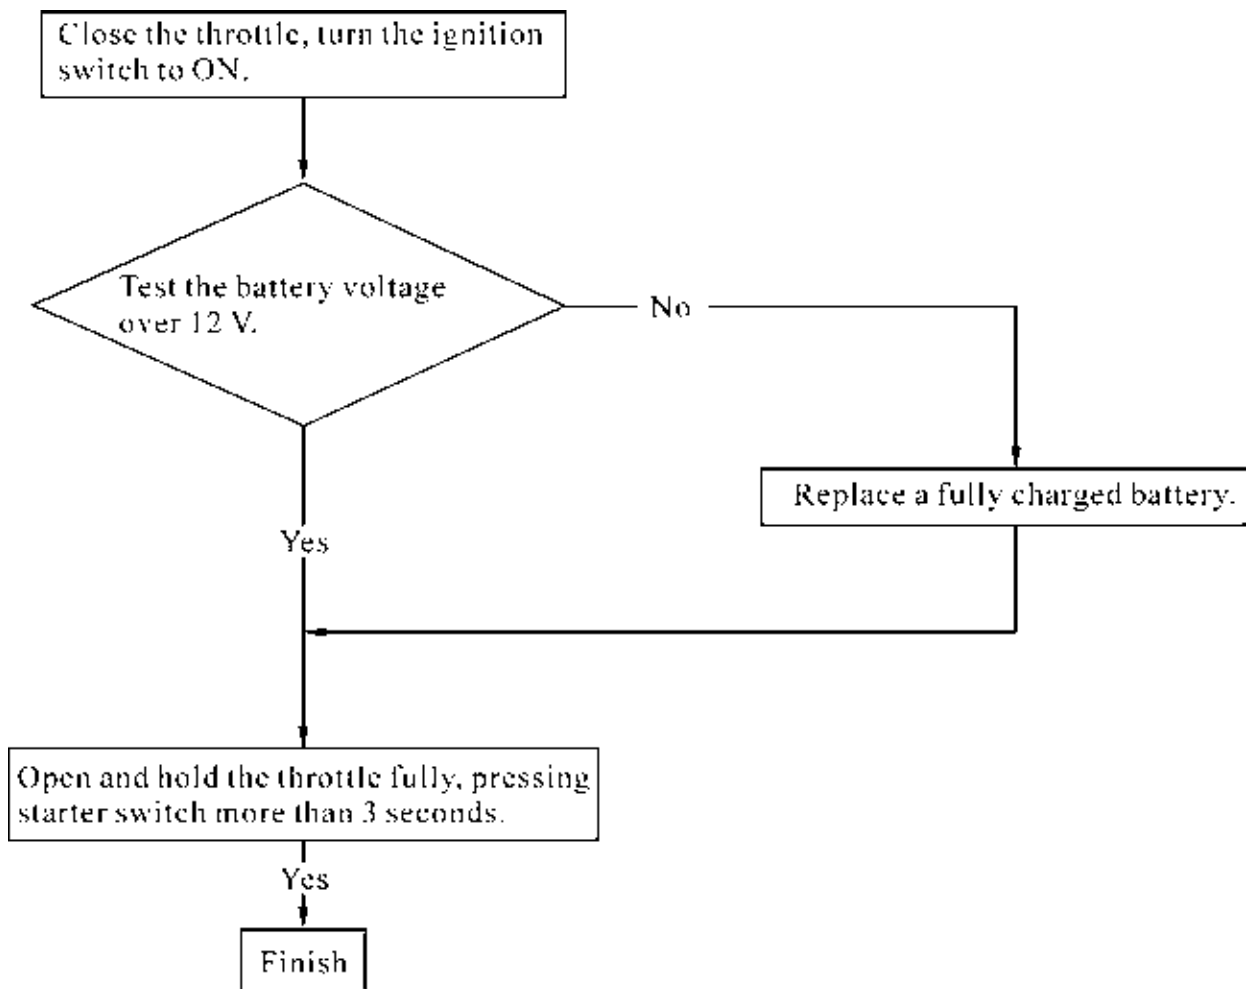 Close the throttle, turn the ignition
switch to ON.
Test the battery voltage
over 12 V.
No
Replace a fully charged battery.
Yes
Open and hold the throttle fully, pressing
starter switch more than 3 seconds.
Yes
Finish